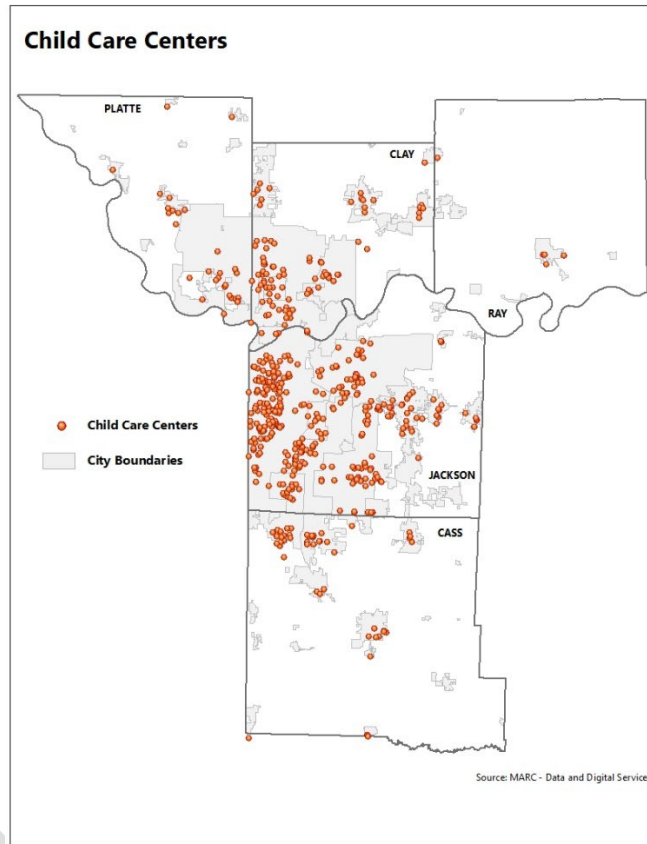 Child Care Centers
PLATTE
CLAY
RAY
Child Care Centers
City Boundaries
JACKSON
CASS
Source: MARC - Data and Digital Service